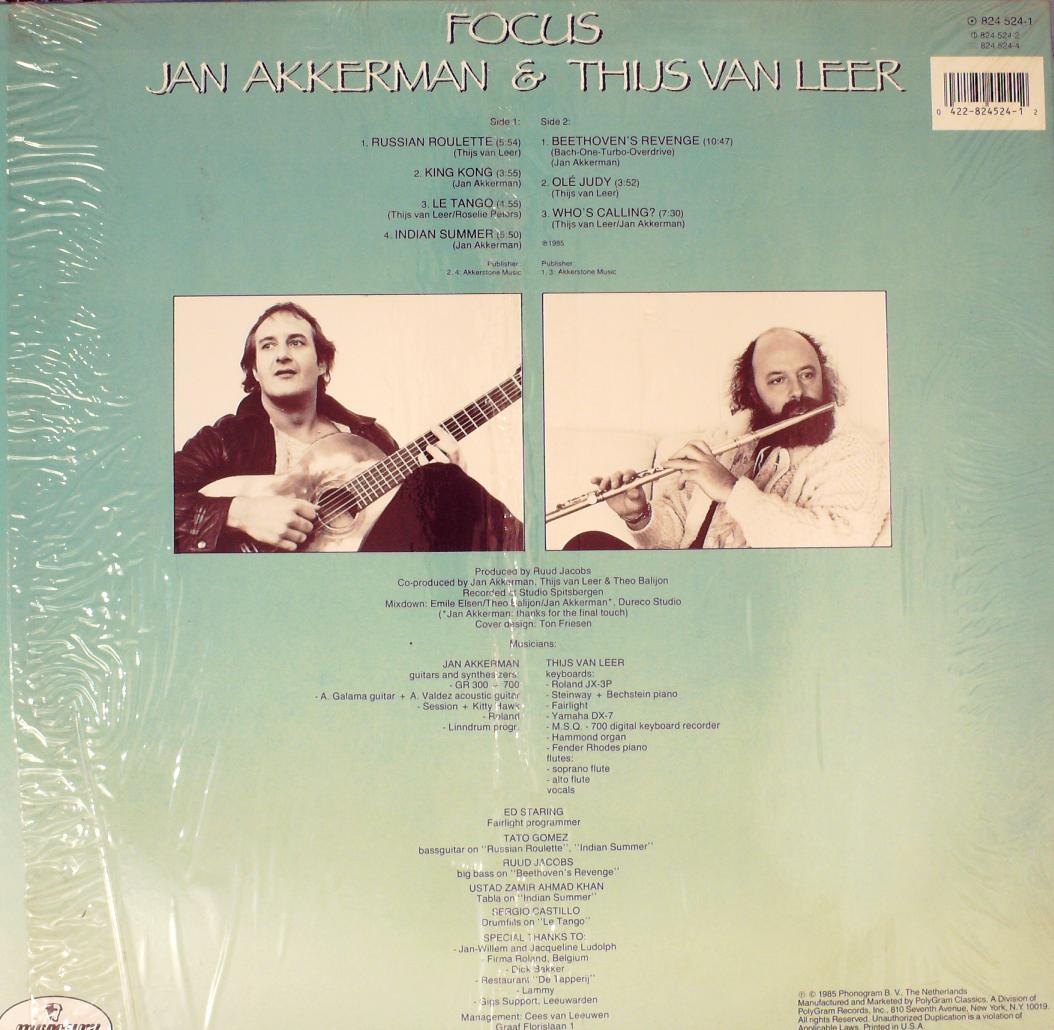 FOCUS
JAN AKKERMAN & THIJS VAN LEER
824 524-1
824 524-2
824 524-4
0 422-824524-1 2
Side 1:
1. RUSSIAN ROULETTE (5:54)
(Thijs van Leer)
2. KING KONG (3:55)
(Jan Akkerman)
3. LE TANGO (4:55)
(Thijs van Leer/Roselie Peters)
4. INDIAN SUMMER (5:50)
(Jan Akkerman)
Publisher:
2, 4: Akkerstone Music
Side 2:
1. BEETHOVEN'S REVENGE (10:47)
(Bach-One-Turbo-Overdrive)
(Jan Akkerman)
2. OLÉ JUDY (3:52)
(Thijs van Leer)
3. WHO'S CALLING? (7:30)
(Thijs van Leer/Jan Akkerman)
℗1985
Publisher:
1, 3: Akkerstone Music
Produced by Ruud Jacobs
Co-produced by Jan Akkerman, Thijs van Leer & Theo Balijon
Recorded at Studio Spitsbergen
Mixdown: Emile Elsen/Theo Balijon/Jan Akkerman*, Dureco Studio
(*Jan Akkerman: thanks for the final touch)
Cover design: Ton Friesen
Musicians:
JAN AKKERMAN
guitars and synthesizers:
- GR 300 + 700
- A. Galama guitar + A. Valdez acoustic guitar
- Session + Kitty Hawk
- Roland
- Linndrum progr.
THIJS VAN LEER
keyboards:
- Roland JX-3P
- Steinway + Bechstein piano
- Fairlight
- Yamaha DX-7
- M.S.Q. - 700 digital keyboard recorder
- Hammond organ
- Fender Rhodes piano
flutes:
- soprano flute
- alto flute
vocals
ED STARING
Fairlight programmer
TATO GOMEZ
bassguitar on "Russian Roulette", "Indian Summer"
RUUD JACOBS
big bass on "Beethoven's Revenge"
USTAD ZAMIR AHMAD KHAN
Tabla on "Indian Summer"
SERGIO CASTILLO
Drumfills on "Le Tango"
SPECIAL THANKS TO:
- Jan-Willem and Jacqueline Ludolph
- Firma Roland, Belgium
- Dick Bakker
- Restaurant "De Tapperij"
- Lammy
- Gips Support, Leeuwarden
Management: Cees van Leeuwen
Graaf Florislaan 1
℗ © 1985 Phonogram B.V., The Netherlands
Manufactured and Marketed by PolyGram Classics, A Division of
PolyGram Records, Inc., 810 Seventh Avenue, New York, N.Y. 10019.
All rights Reserved. Unauthorized Duplication is a violation of
Applicable Laws. Printed in U.S.A.